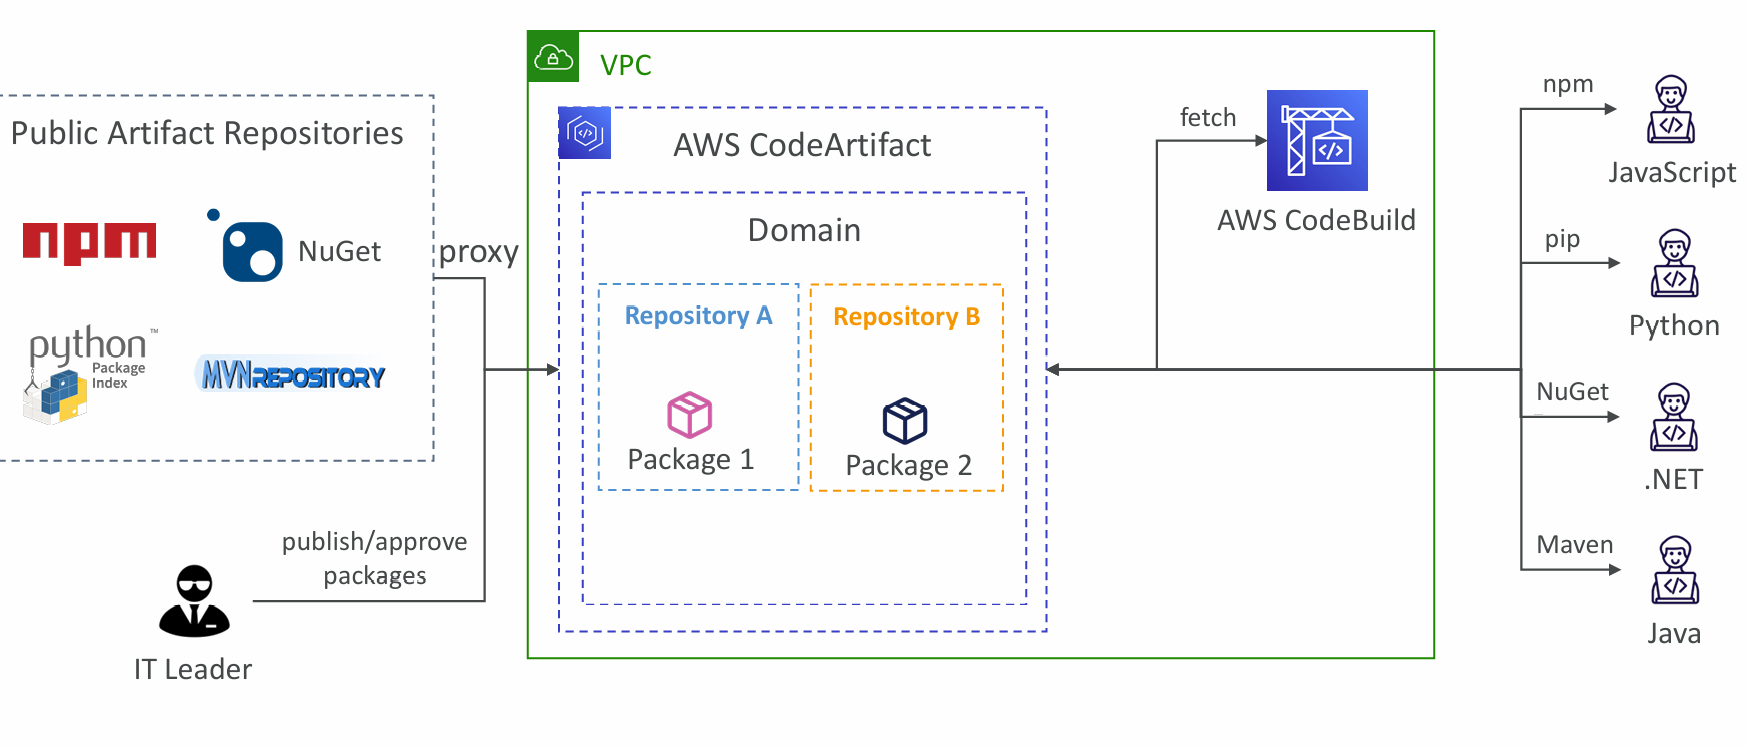 VPC
Public Artifact Repositories
npm
NuGet
python™
Package
Index
MVNREPOSITORY
proxy
publish/approve
packages
IT Leader
AWS CodeArtifact
Domain
Repository A
Package 1
Repository B
Package 2
fetch
</>
AWS CodeBuild
npm
</>
JavaScript
pip
</>
Python
NuGet
</>
.NET
Maven
</>
Java